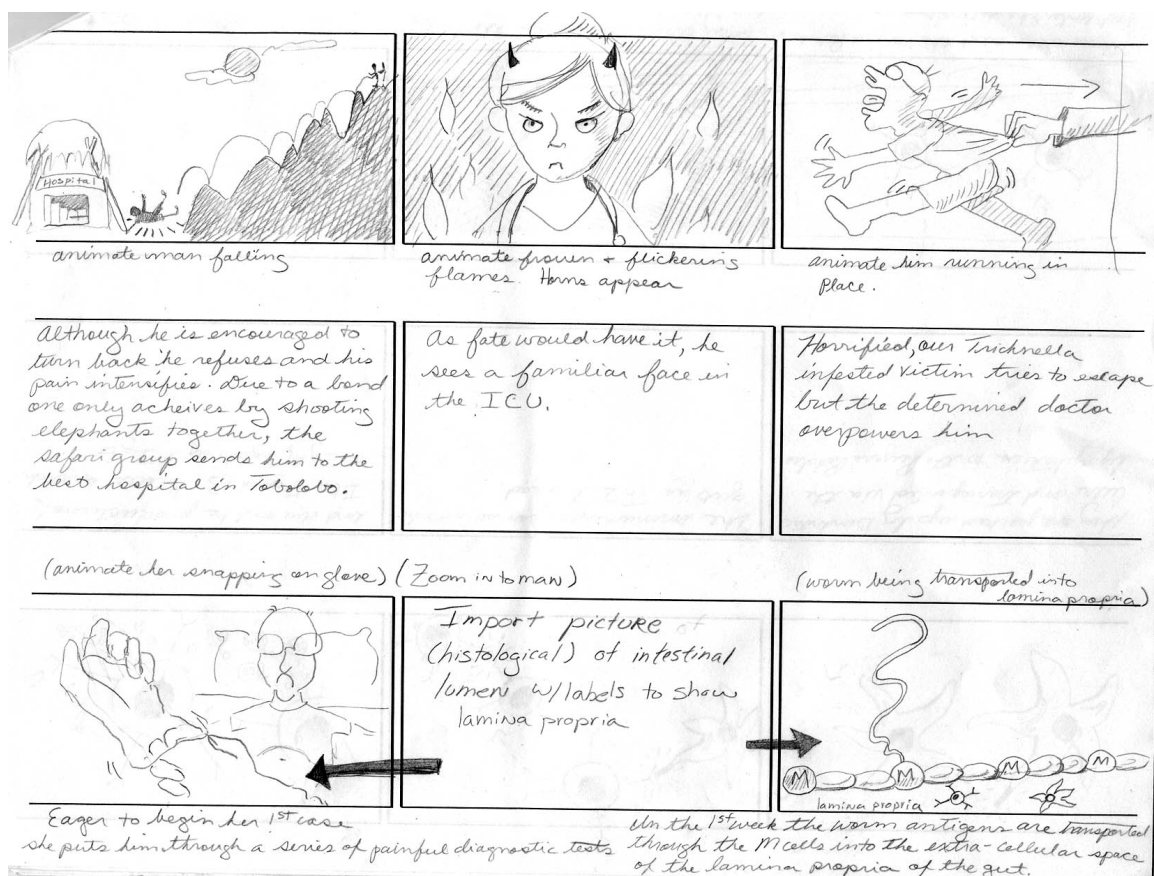 Hospital
animate man falling
animate frown + flickering
flames. Horns appear
animate him running in
Place.
Although he is encouraged to
turn back he refuses and his
pain intensifies. Due to a bond
one only acheives by shooting
elephants together, the
safari group sends him to the
best hospital in Tobolobo.
As fate would have it, he
sees a familiar face in
the ICU.
Horrified, our Trichnella
infested victim tries to escape
but the determined doctor
overpowers him
(animate her snapping on glove)
(Zoom in to man)
(worm being transported into
lamina propria)
Import picture
(histological) of intestinal
lumen w/labels to show
lamina propria
M M M M
lamina propria
Eager to begin her 1st case
she puts him through a series of painful diagnostic tests
In the 1st week the worm antigens are transported
through the M cells into the extra-cellular space
of the lamina propria of the gut.